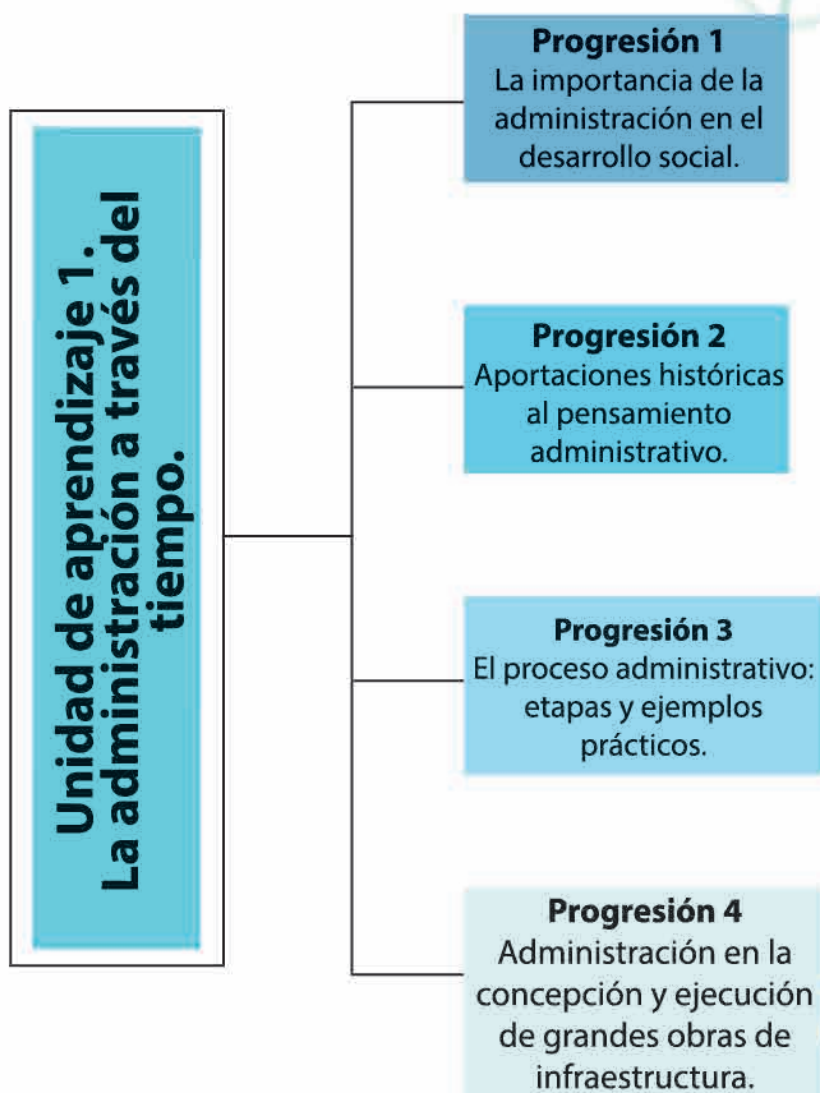 Unidad de aprendizaje 1.
La administración a través del
tiempo.
Progresión 1
La importancia de la
administración en el
desarrollo social.
Progresión 2
Aportaciones históricas
al pensamiento
administrativo.
Progresión 3
El proceso administrativo:
etapas y ejemplos
prácticos.
Progresión 4
Administración en la
concepción y ejecución
de grandes obras de
infraestructura.